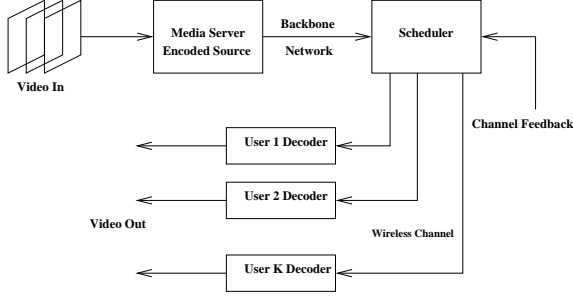 Video In
Media Server
Encoded Source
Backbone
Network
Scheduler
Channel Feedback
User 1 Decoder
User 2 Decoder
Video Out
Wireless Channel
User K Decoder